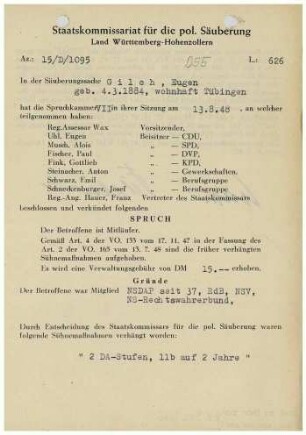 Staatskommissariat für die pol. Säuberung
Land Württemberg-Hohenzollern
Az.: 15/D/1095
L: 626
In der Säuberungssache G i l c h , Eugen
geb. 4.3.1884, wohnhaft Tübingen
hat die Spruchkammer VII in ihrer Sitzung am 13.8.48 . an welcher
teilgenommen haben:
Reg.Assessor Wax Vorsitzender,
Uhl, Eugen Beisitzer — CDU,
Musch, Alois „ — SPD,
Fischer, Paul „ — DVP,
Fink, Gottlieb „ — KPD,
Steinacher, Anton „ — Gewerkschaften,
Schwarz, Emil „ — Berufsgruppe
Schneckenburger, Josef „ — Berufsgruppe
Reg.-Ang. Bauer, Franz Vertreter des Staatskommissars
beschlossen und verkündet folgenden
SPRUCH
Der Betroffene ist Mitläufer.
Gemäß Art. 4 der VO. 133 vom 17. 11. 47 in der Fassung des
Art. 2 der VO. 165 vom 13. 7. 48 sind die früher verhängten
Sühnemaßnahmen aufgehoben.
Es wird eine Verwaltungsgebühr von DM 15.-- erhoben.
Gründe
Der Betroffene war Mitglied NSDAP seit 37, RdB, NSV,
NS-Rechtswahrerbund,
Durch Entscheidung des Staatskommissars für die pol. Säuberung waren
folgende Sühnemaßnahmen verhängt worden:
" 2 DA-Stufen, 11b auf 2 Jahre "